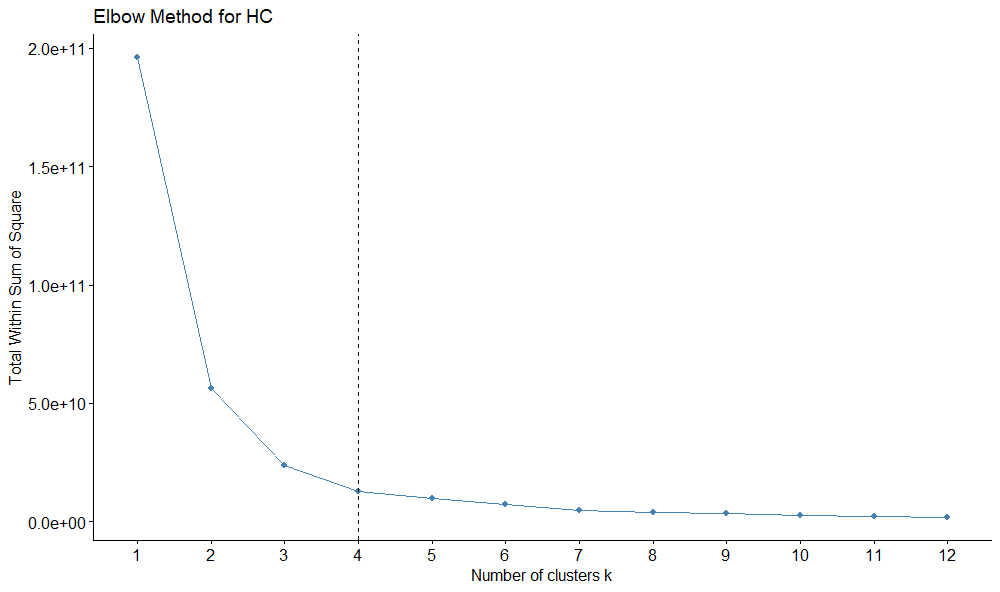 Elbow Method for HC
Total Within Sum of Square
2.0e+11
1.5e+11
1.0e+11
5.0e+10
0.0e+00
1 2 3 4 5 6 7 8 9 10 11 12
Number of clusters k